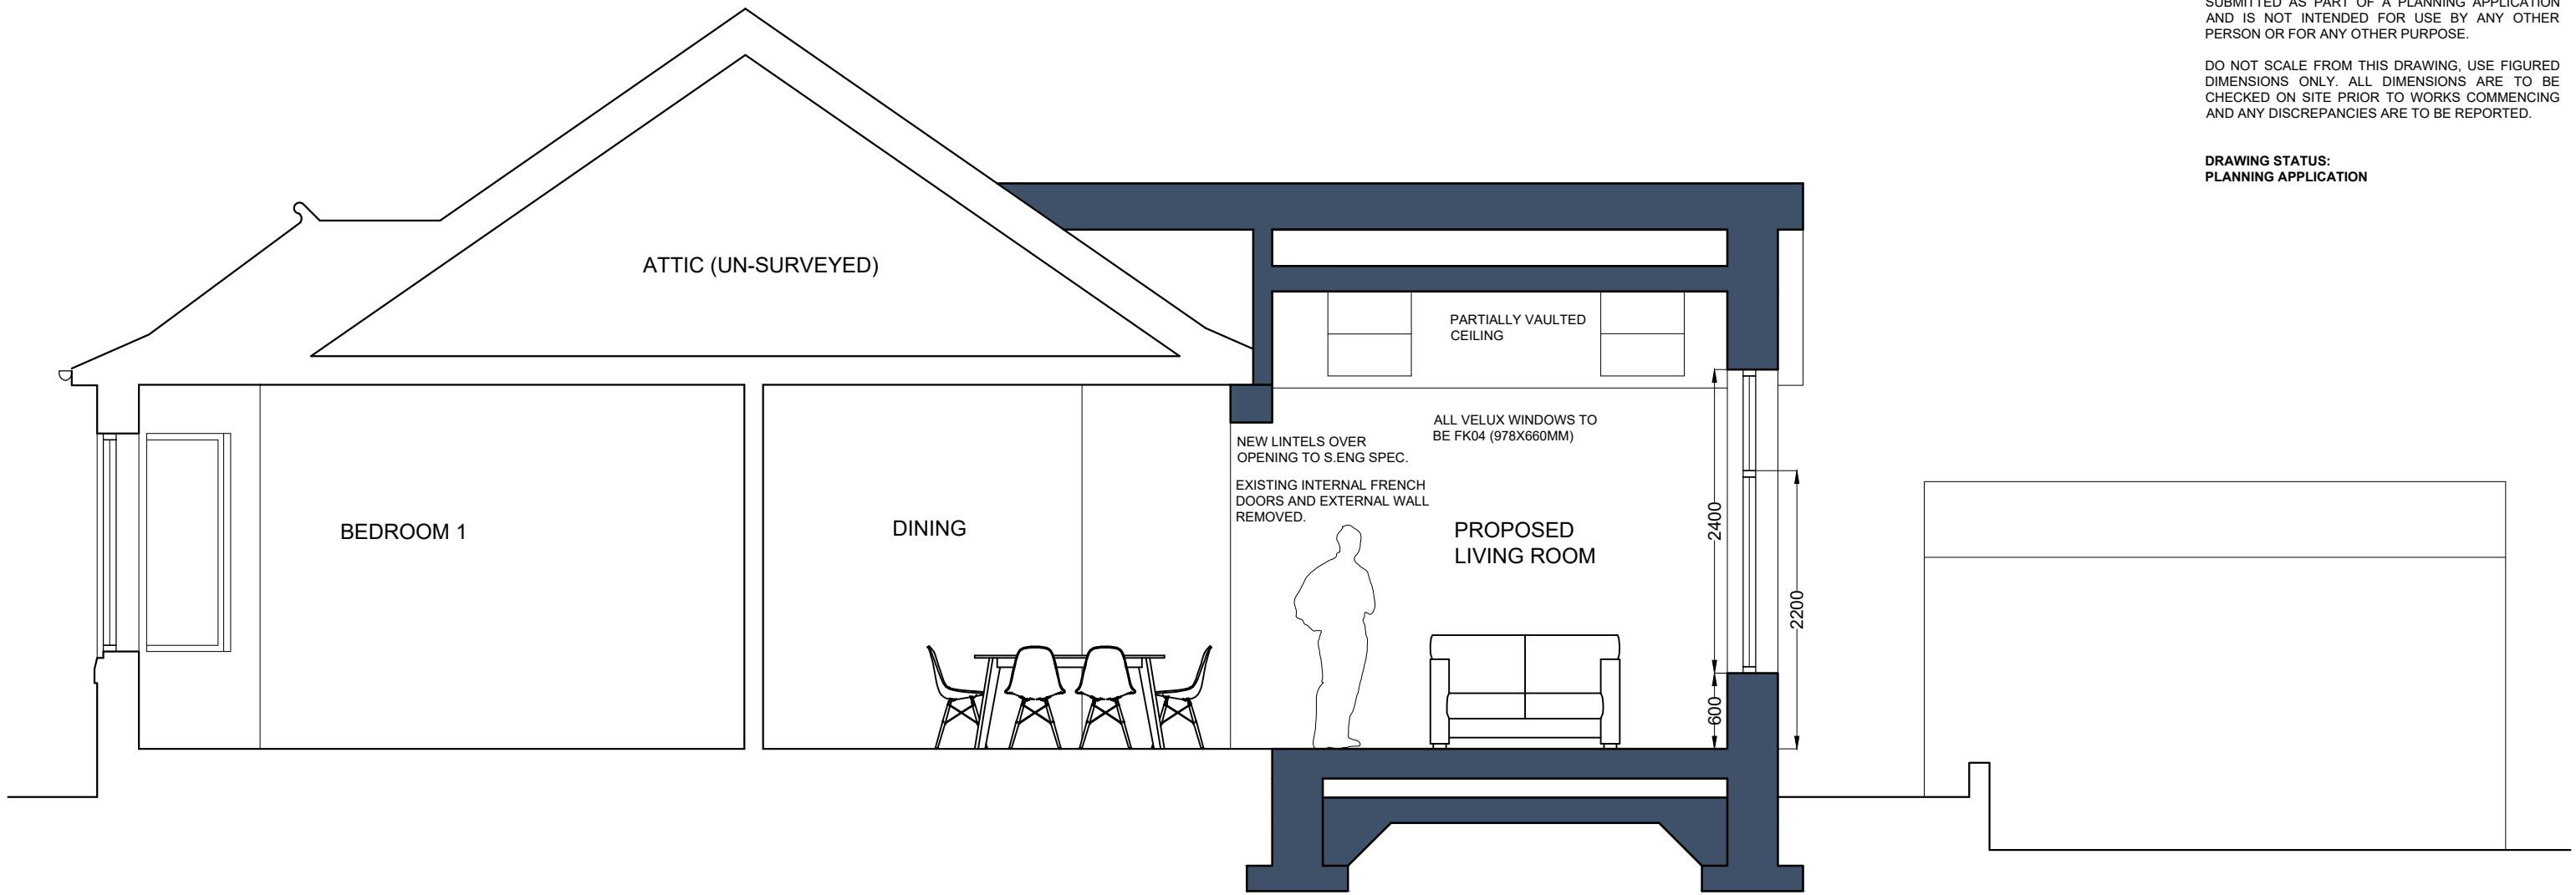 SUBMITTED AS PART OF A PLANNING APPLICATION
AND IS NOT INTENDED FOR USE BY ANY OTHER
PERSON OR FOR ANY OTHER PURPOSE.
DO NOT SCALE FROM THIS DRAWING, USE FIGURED
DIMENSIONS ONLY. ALL DIMENSIONS ARE TO BE
CHECKED ON SITE PRIOR TO WORKS COMMENCING
AND ANY DISCREPANCIES ARE TO BE REPORTED.
DRAWING STATUS:
PLANNING APPLICATION
ATTIC (UN-SURVEYED)
PARTIALLY VAULTED
CEILING
ALL VELUX WINDOWS TO
BE FK04 (978X660MM)
NEW LINTELS OVER
OPENING TO S.ENG SPEC.
EXISTING INTERNAL FRENCH
DOORS AND EXTERNAL WALL
REMOVED.
BEDROOM 1
DINING
PROPOSED
LIVING ROOM
2400
2200
600